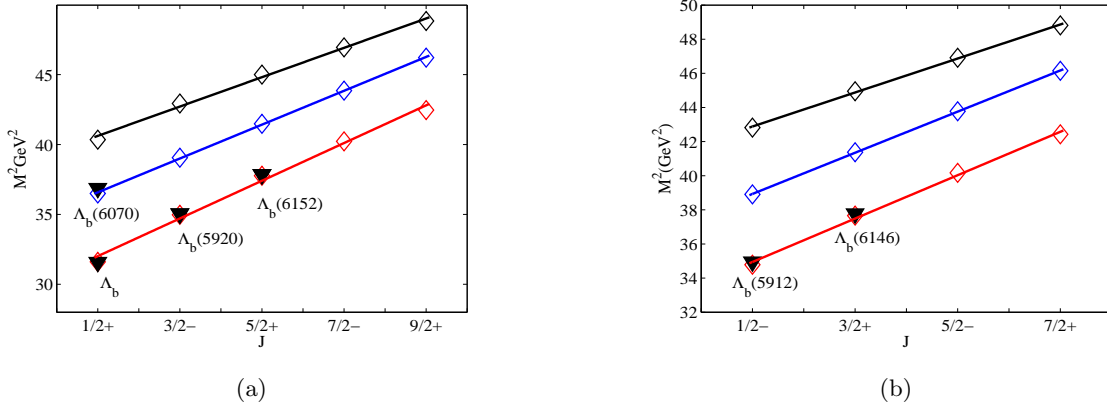 45
40
35
30
M²GeV²
Λb(6070)
Λb(5920)
Λb(6152)
Λb
1/2+ 3/2− 5/2+ 7/2− 9/2+
J
(a)
50
48
46
44
42
40
38
36
34
32
M²(GeV²)
Λb(6146)
Λb(5912)
1/2− 3/2+ 5/2− 7/2+
J
(b)